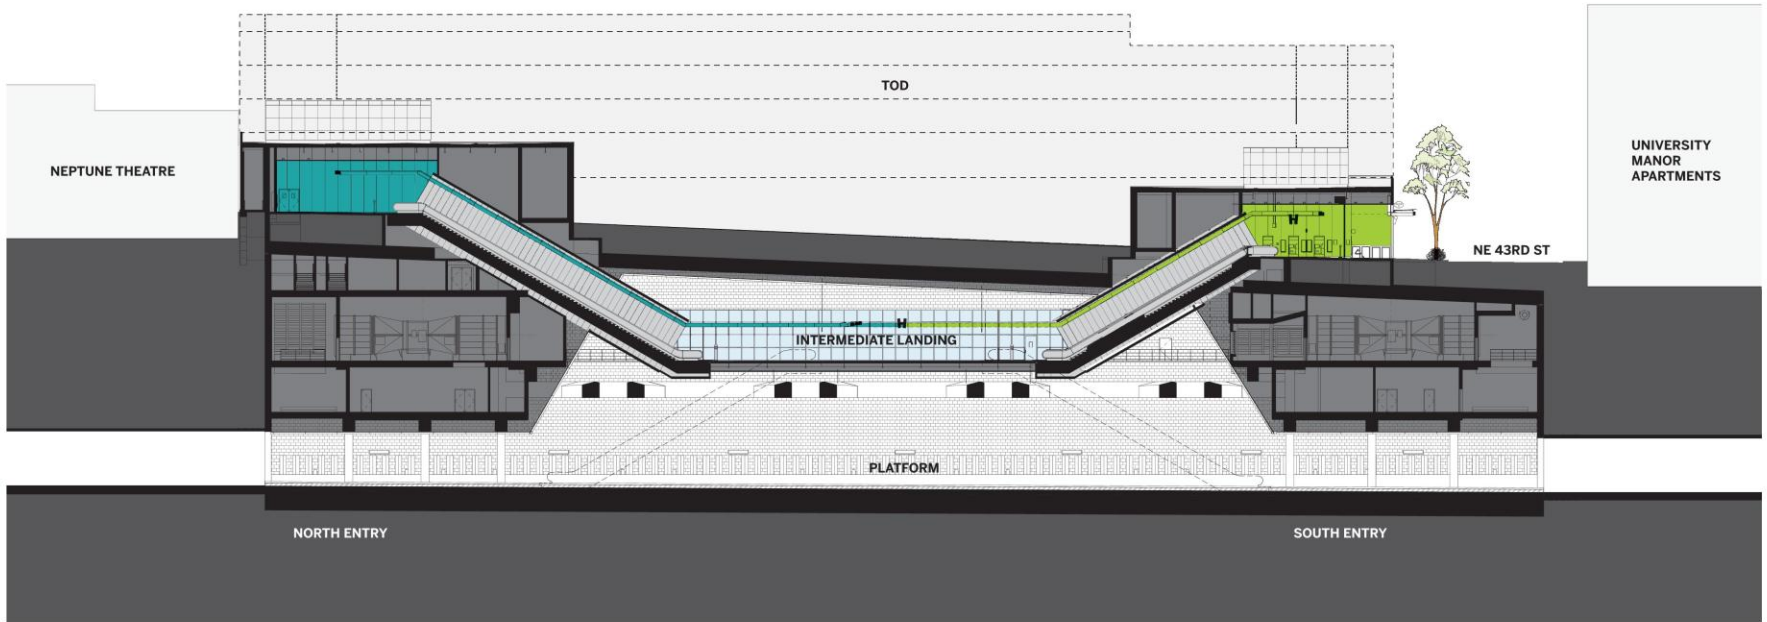 TOD
NEPTUNE THEATRE
UNIVERSITY
MANOR
APARTMENTS
NE 43RD ST
INTERMEDIATE LANDING
PLATFORM
NORTH ENTRY
SOUTH ENTRY